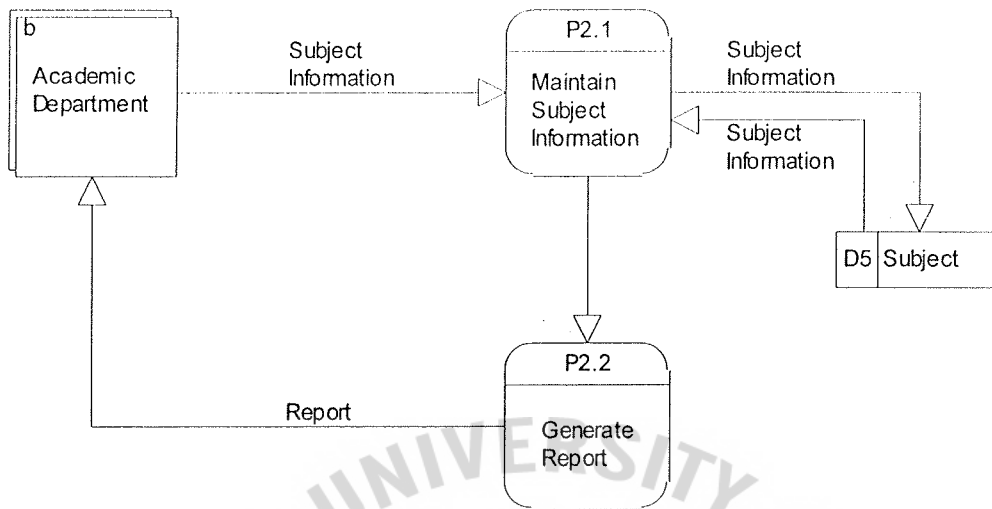 b
Academic
Department
Subject
Information
P2.1
Maintain
Subject
Information
Subject
Information
Subject
Information
D5 Subject
P2.2
Generate
Report
Report
UNIVERSITY